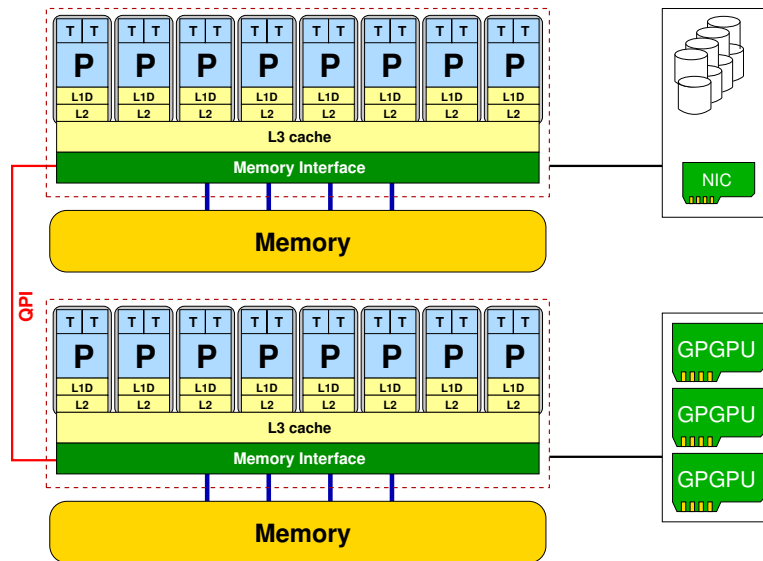 T T T T T T T T T T T T T T T T
P P P P P P P P
L1D L1D L1D L1D L1D L1D L1D L1D
L2 L2 L2 L2 L2 L2 L2 L2
L3 cache
Memory Interface
NIC
Memory
QPI
T T T T T T T T T T T T T T T T
P P P P P P P P
L1D L1D L1D L1D L1D L1D L1D L1D
L2 L2 L2 L2 L2 L2 L2 L2
L3 cache
Memory Interface
GPGPU
GPGPU
GPGPU
Memory